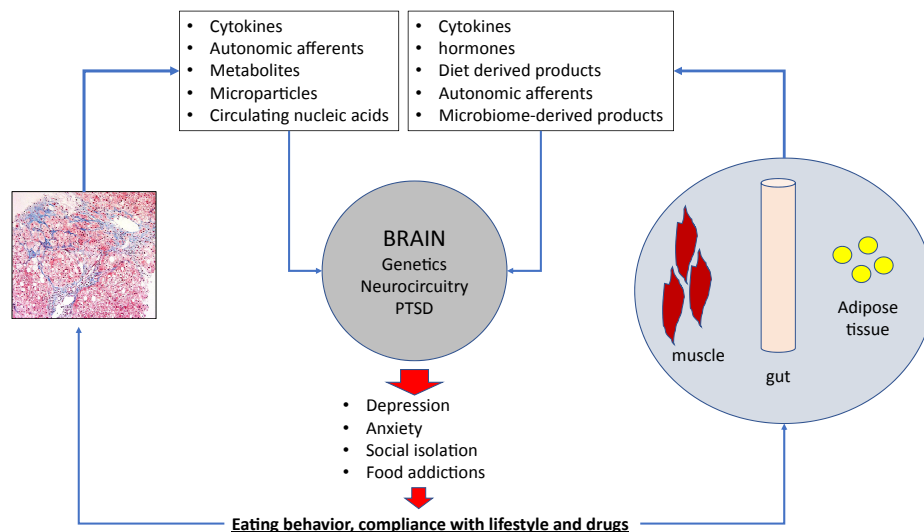 • Cytokines
• Autonomic afferents
• Metabolites
• Microparticles
• Circulating nucleic acids
• Cytokines
• hormones
• Diet derived products
• Autonomic afferents
• Microbiome-derived products
BRAIN
Genetics
Neurocircuitry
PTSD
muscle
gut
Adipose
tissue
• Depression
• Anxiety
• Social isolation
• Food addictions
Eating behavior, compliance with lifestyle and drugs